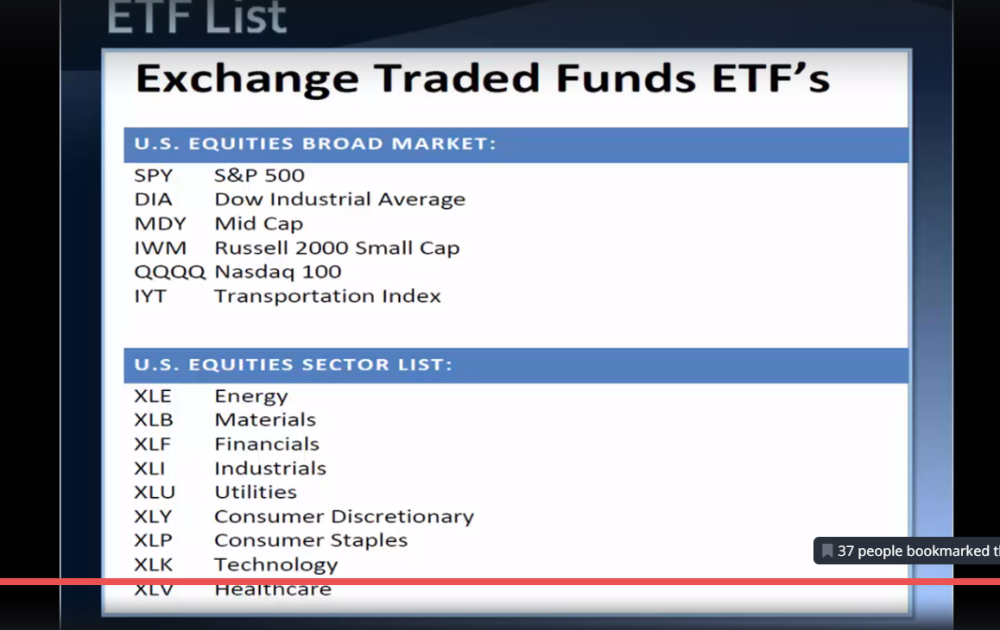 ETF List
Exchange Traded Funds ETF's
U.S. EQUITIES BROAD MARKET:
SPY S&P 500
DIA Dow Industrial Average
MDY Mid Cap
IWM Russell 2000 Small Cap
QQQQ Nasdaq 100
IYT Transportation Index
U.S. EQUITIES SECTOR LIST:
XLE Energy
XLB Materials
XLF Financials
XLI Industrials
XLU Utilities
XLY Consumer Discretionary
XLP Consumer Staples
XLK Technology
XLV Healthcare
37 people bookmarked